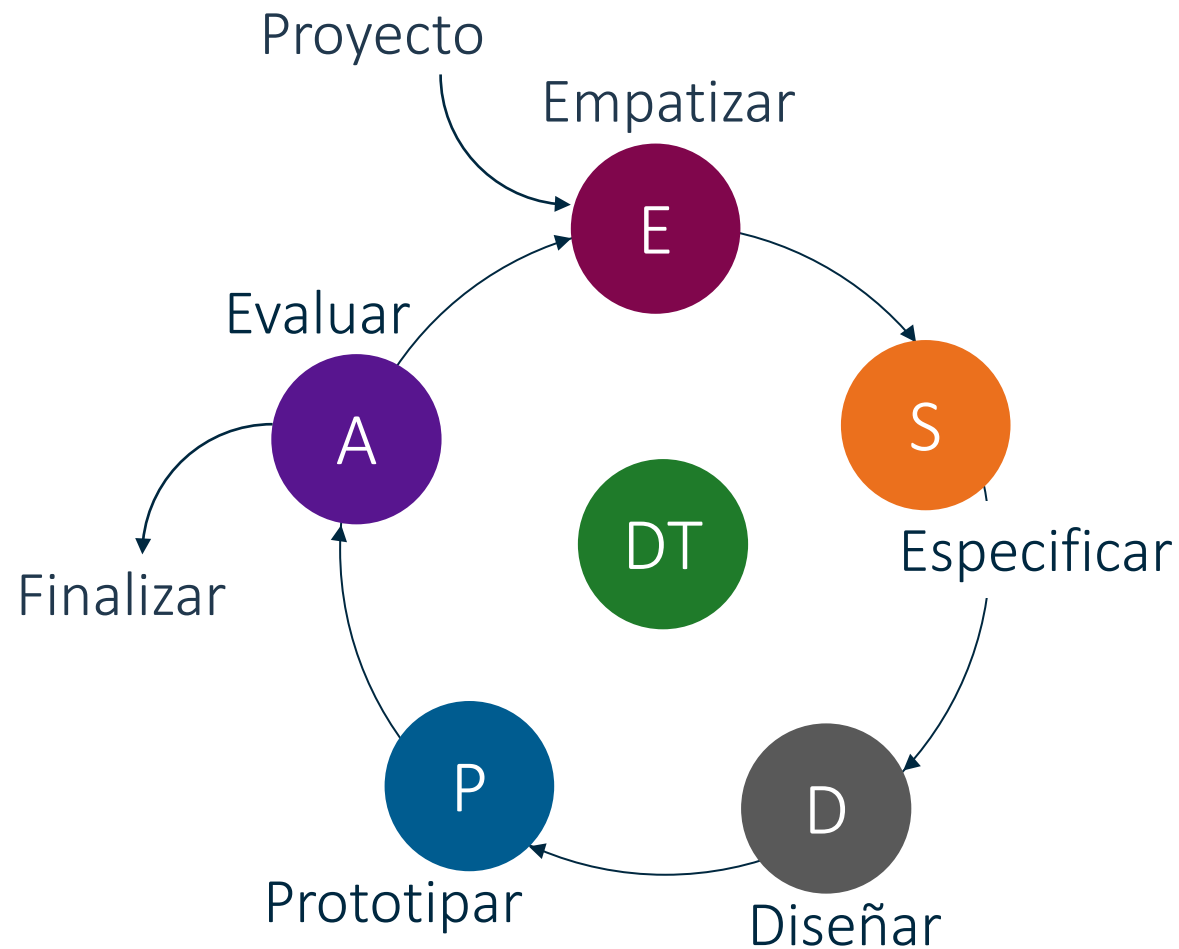 Proyecto
Empatizar
E
Evaluar
A
S
DT
Especificar
Finalizar
P
D
Prototipar
Diseñar